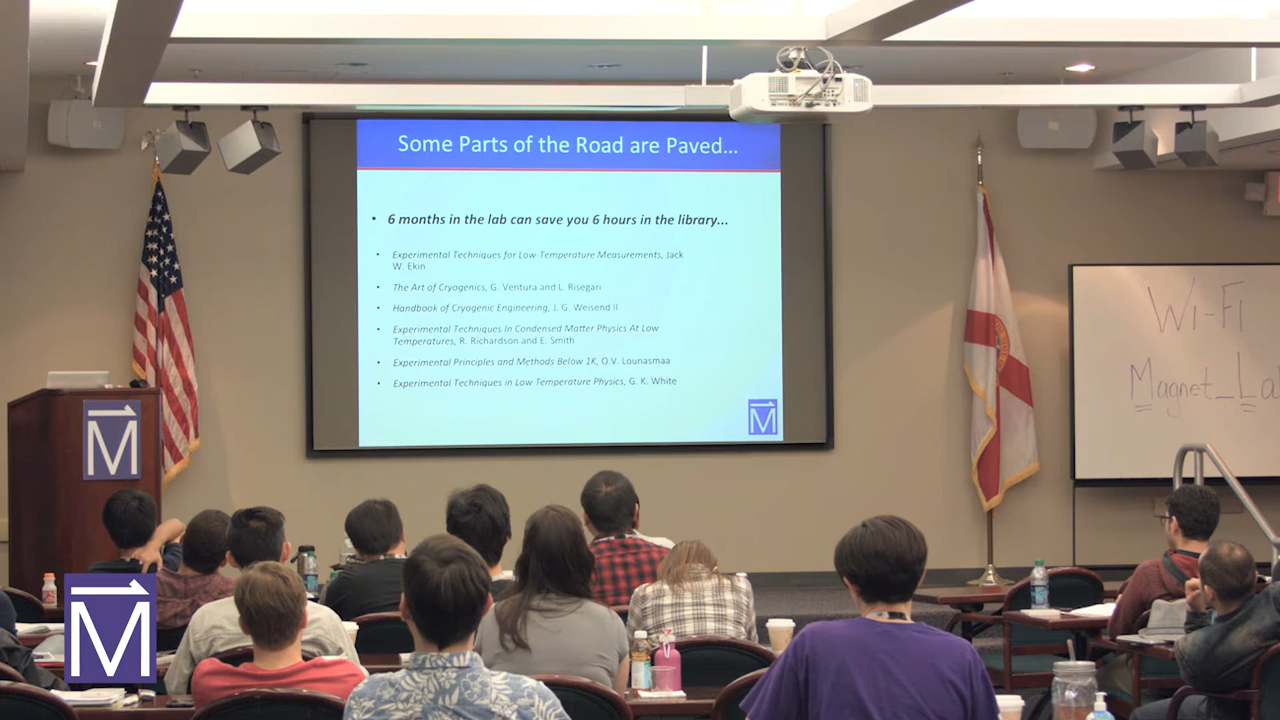 Some Parts of the Road are Paved...
• 6 months in the lab can save you 6 hours in the library...
• Experimental Techniques for Low-Temperature Measurements, Jack
W. Ekin
• The Art of Cryogenics, G. Ventura and L. Risegari
• Handbook of Cryogenic Engineering, J. G. Weisend II
• Experimental Techniques In Condensed Matter Physics At Low
Temperatures, R. Richardson and E. Smith
• Experimental Principles and Methods Below 1K, O.V. Lounasmaa
• Experimental Techniques in Low Temperature Physics, G. K. White
M
Wi-Fi
Magnet_La
M
M